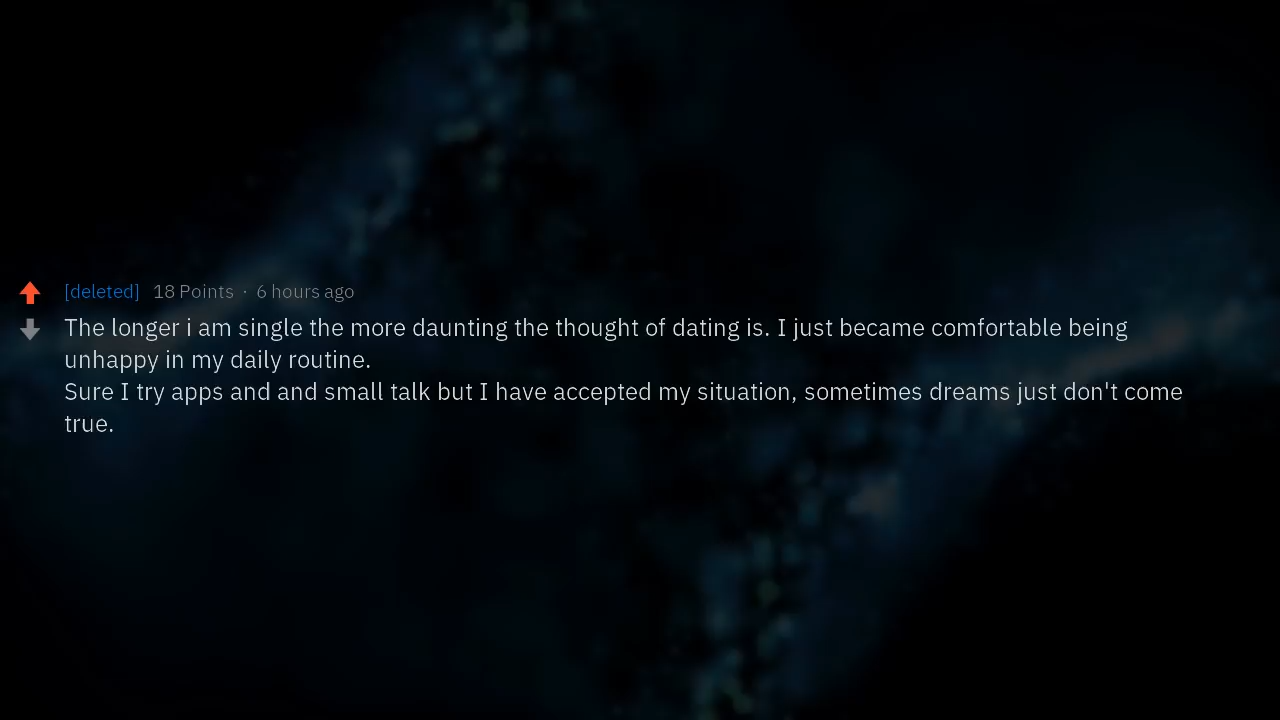 [deleted] 18 Points · 6 hours ago
The longer i am single the more daunting the thought of dating is. I just became comfortable being
unhappy in my daily routine.
Sure I try apps and and small talk but I have accepted my situation, sometimes dreams just don't come
true.